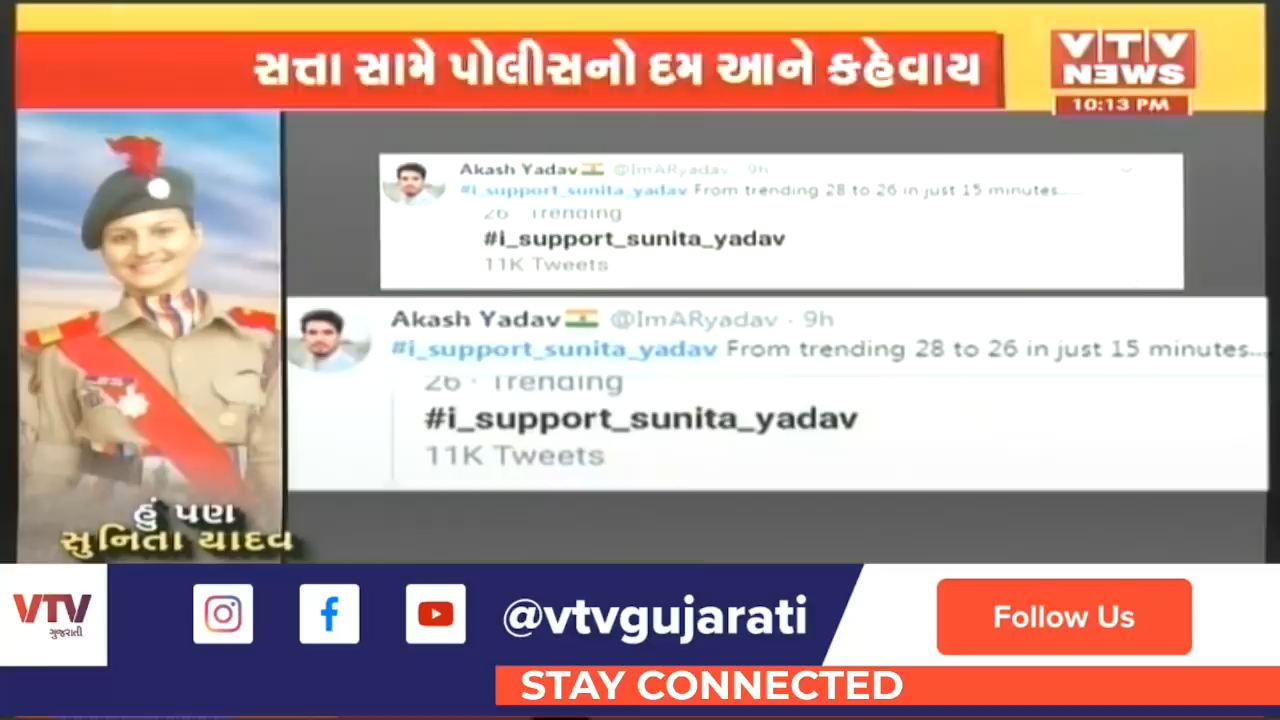 સત્તા સામે પોલીસનો દમ આને કહેવાય
VTV
NEWS
10:13 PM
Akash Yadav @ImARyadav · 9h
#i_support_sunita_yadav From trending 28 to 26 in just 15 minutes....
26 · Trending
#i_support_sunita_yadav
11K Tweets
Akash Yadav @ImARyadav · 9h
#i_support_sunita_yadav From trending 28 to 26 in just 15 minutes....
26 · Trending
#i_support_sunita_yadav
11K Tweets
હું પણ
સુનિતા યાદવ
VTV
ગુજરાતી
@vtvgujarati
Follow Us
STAY CONNECTED